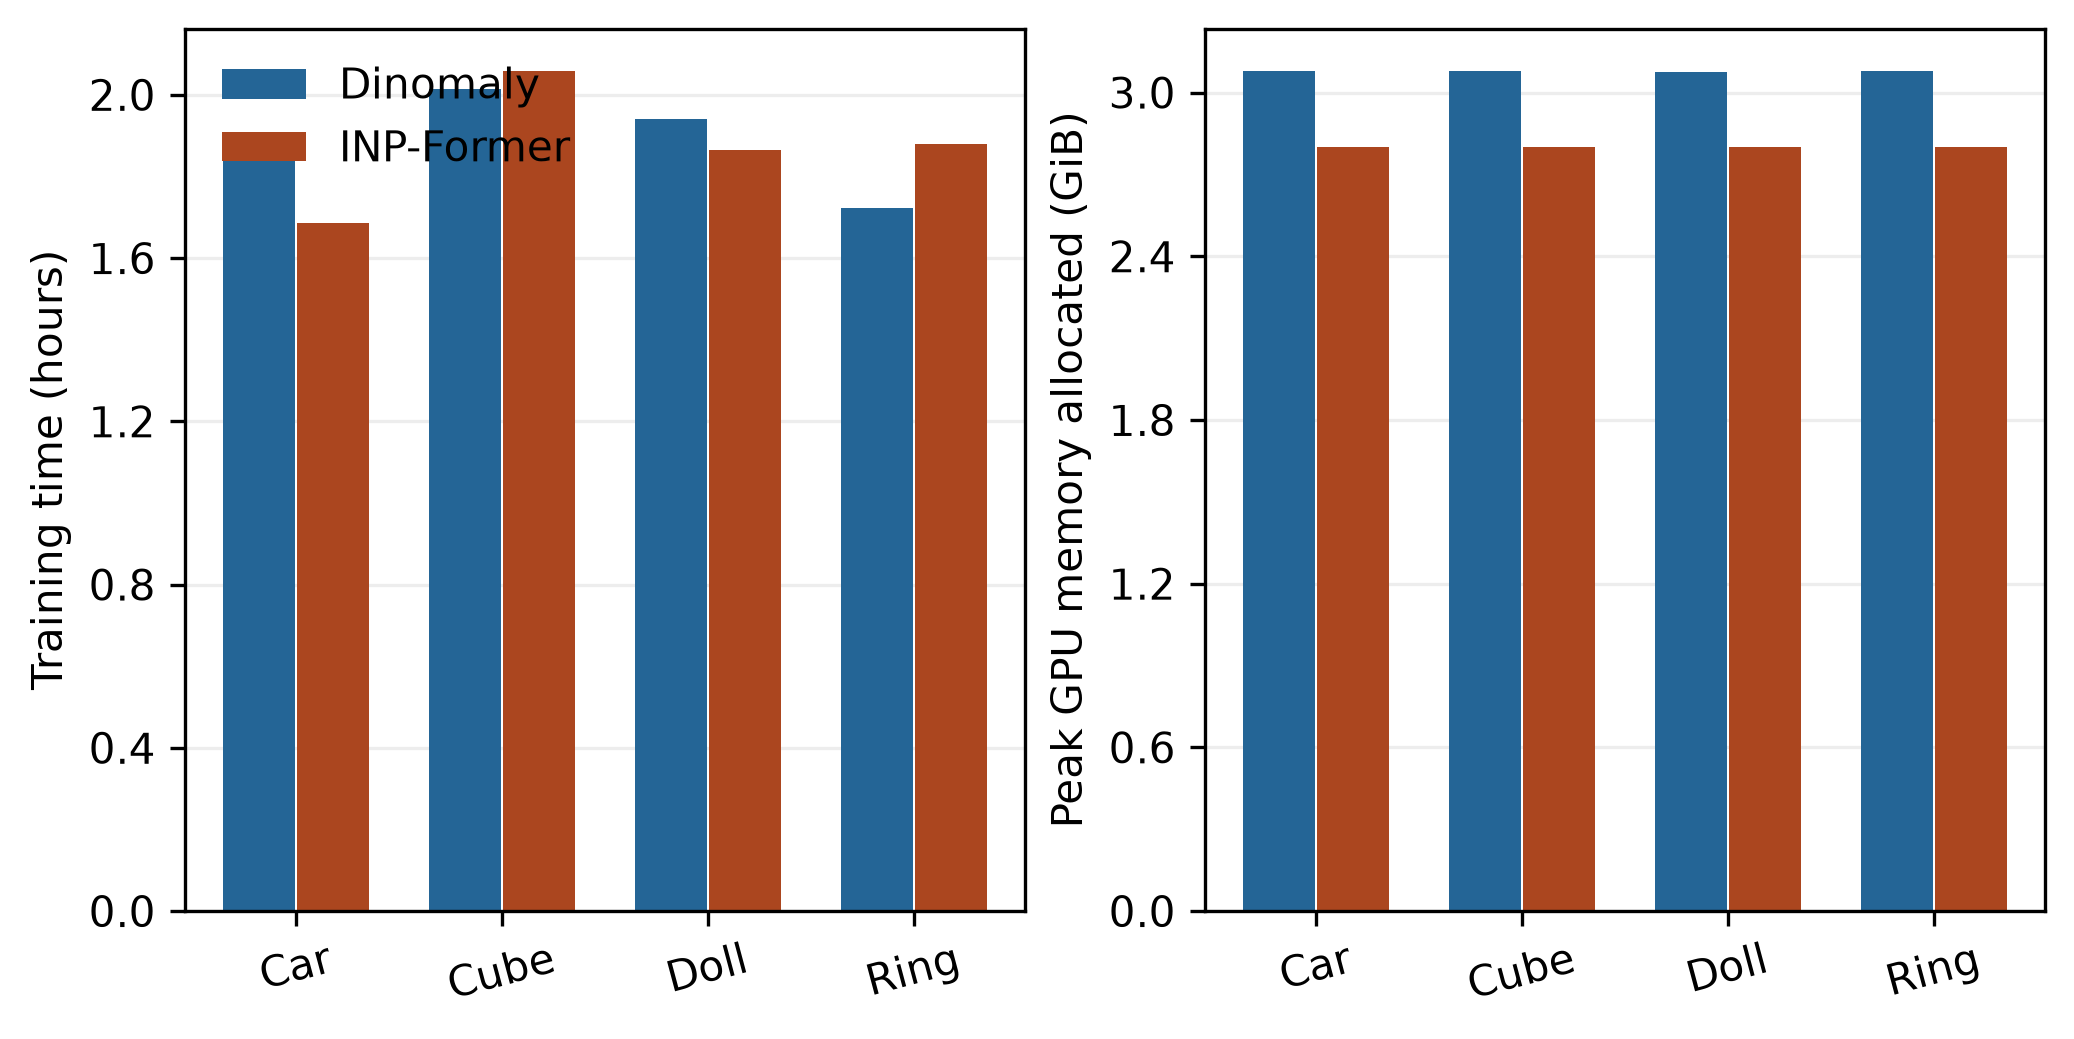 Training time (hours)
2.0
1.6
1.2
0.8
0.4
0.0
Dinomaly
INP-Former
Car
Cube
Doll
Ring
Peak GPU memory allocated (GiB)
3.0
2.4
1.8
1.2
0.6
0.0
Car
Cube
Doll
Ring